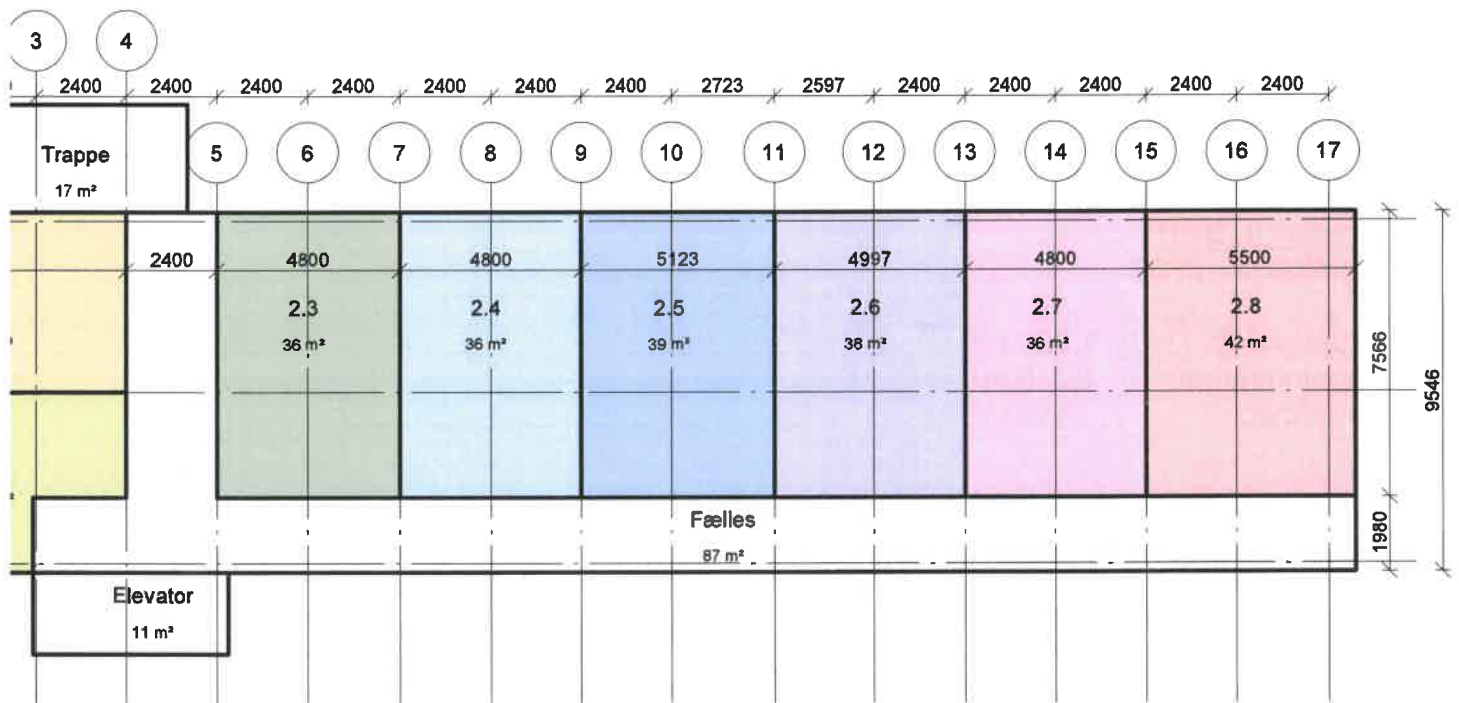 3 4
2400 2400 2400 2400 2400 2400 2400 2723 2597 2400 2400 2400 2400 2400
Trappe
17 m²
5 6 7 8 9 10 11 12 13 14 15 16 17
2400 4800 4800 5123 4997 4800 5500
2.3 2.4 2.5 2.6 2.7 2.8
36 m² 36 m² 39 m² 38 m² 36 m² 42 m²
7566
9546
Fælles
87 m²
1980
Elevator
11 m²